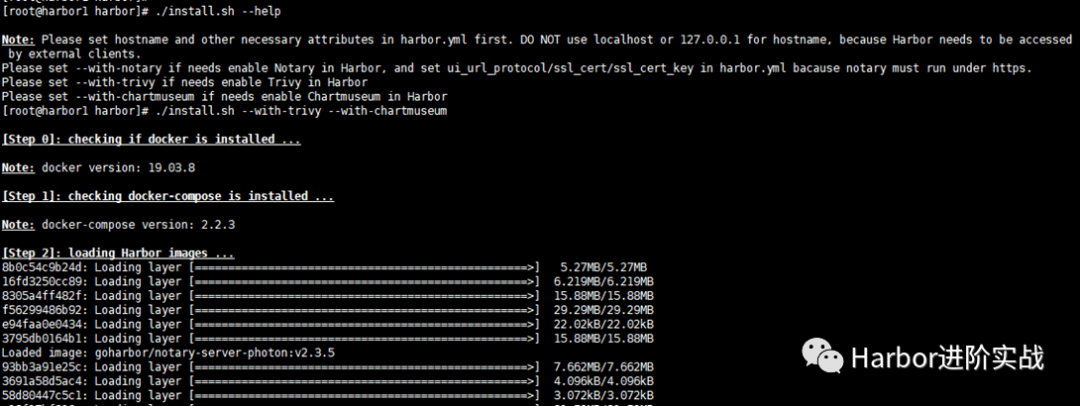 [root@harbor1 harbor]# ./install.sh --help
Note: Please set hostname and other necessary attributes in harbor.yml first. DO NOT use localhost or 127.0.0.1 for hostname, because Harbor needs to be accessed
by external clients.
Please set --with-notary if needs enable Notary in Harbor, and set ui_url_protocol/ssl_cert/ssl_cert_key in harbor.yml bacause notary must run under https.
Please set --with-trivy if needs enable Trivy in Harbor
Please set --with-chartmuseum if needs enable Chartmuseum in Harbor
[root@harbor1 harbor]# ./install.sh --with-trivy --with-chartmuseum
[Step 0]: checking if docker is installed ...
Note: docker version: 19.03.8
[Step 1]: checking docker-compose is installed ...
Note: docker-compose version: 2.2.3
[Step 2]: loading Harbor images ...
8b0c54c9b24d: Loading layer [==================================================>]  5.27MB/5.27MB
16fd3250cc89: Loading layer [==================================================>]  6.219MB/6.219MB
8305a4ff482f: Loading layer [==================================================>]  15.88MB/15.88MB
f56299486b92: Loading layer [==================================================>]  29.29MB/29.29MB
e94faa0e0434: Loading layer [==================================================>]  22.02kB/22.02kB
3795db0164b1: Loading layer [==================================================>]  15.88MB/15.88MB
Loaded image: goharbor/notary-server-photon:v2.3.5
93bb3a91e25c: Loading layer [==================================================>]  7.662MB/7.662MB
3691a58d5ac4: Loading layer [==================================================>]  4.096kB/4.096kB
58d80447c5c1: Loading layer [==================================================>]  3.072kB/3.072kB
Harbor进阶实战